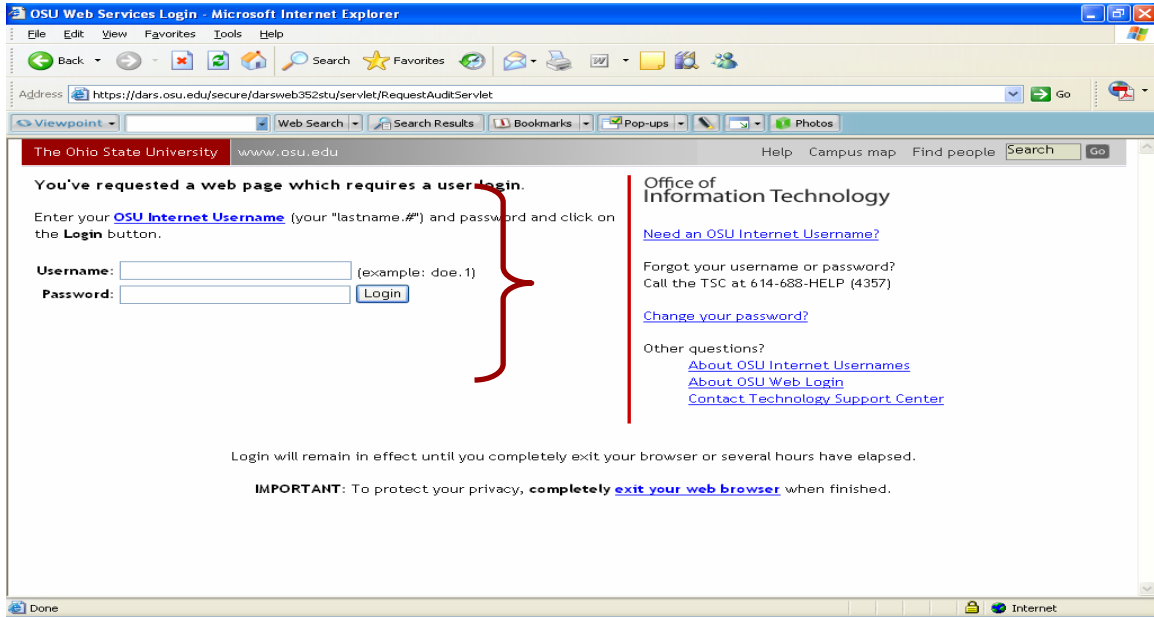 OSU Web Services Login - Microsoft Internet Explorer
File Edit View Favorites Tools Help
Back Search Favorites
Address https://dars.osu.edu/secure/darsweb352stu/servlet/RequestAuditServlet Go
Viewpoint Web Search Search Results Bookmarks Pop-ups Photos
The Ohio State University www.osu.edu Help Campus map Find people Search Go
You've requested a web page which requires a user login.
Enter your OSU Internet Username (your "lastname.#") and password and click on
the Login button.
Username: (example: doe.1)
Password: Login
Office of
Information Technology
Need an OSU Internet Username?
Forgot your username or password?
Call the TSC at 614-688-HELP (4357)
Change your password?
Other questions?
About OSU Internet Usernames
About OSU Web Login
Contact Technology Support Center
Login will remain in effect until you completely exit your browser or several hours have elapsed.
IMPORTANT: To protect your privacy, completely exit your web browser when finished.
Done Internet